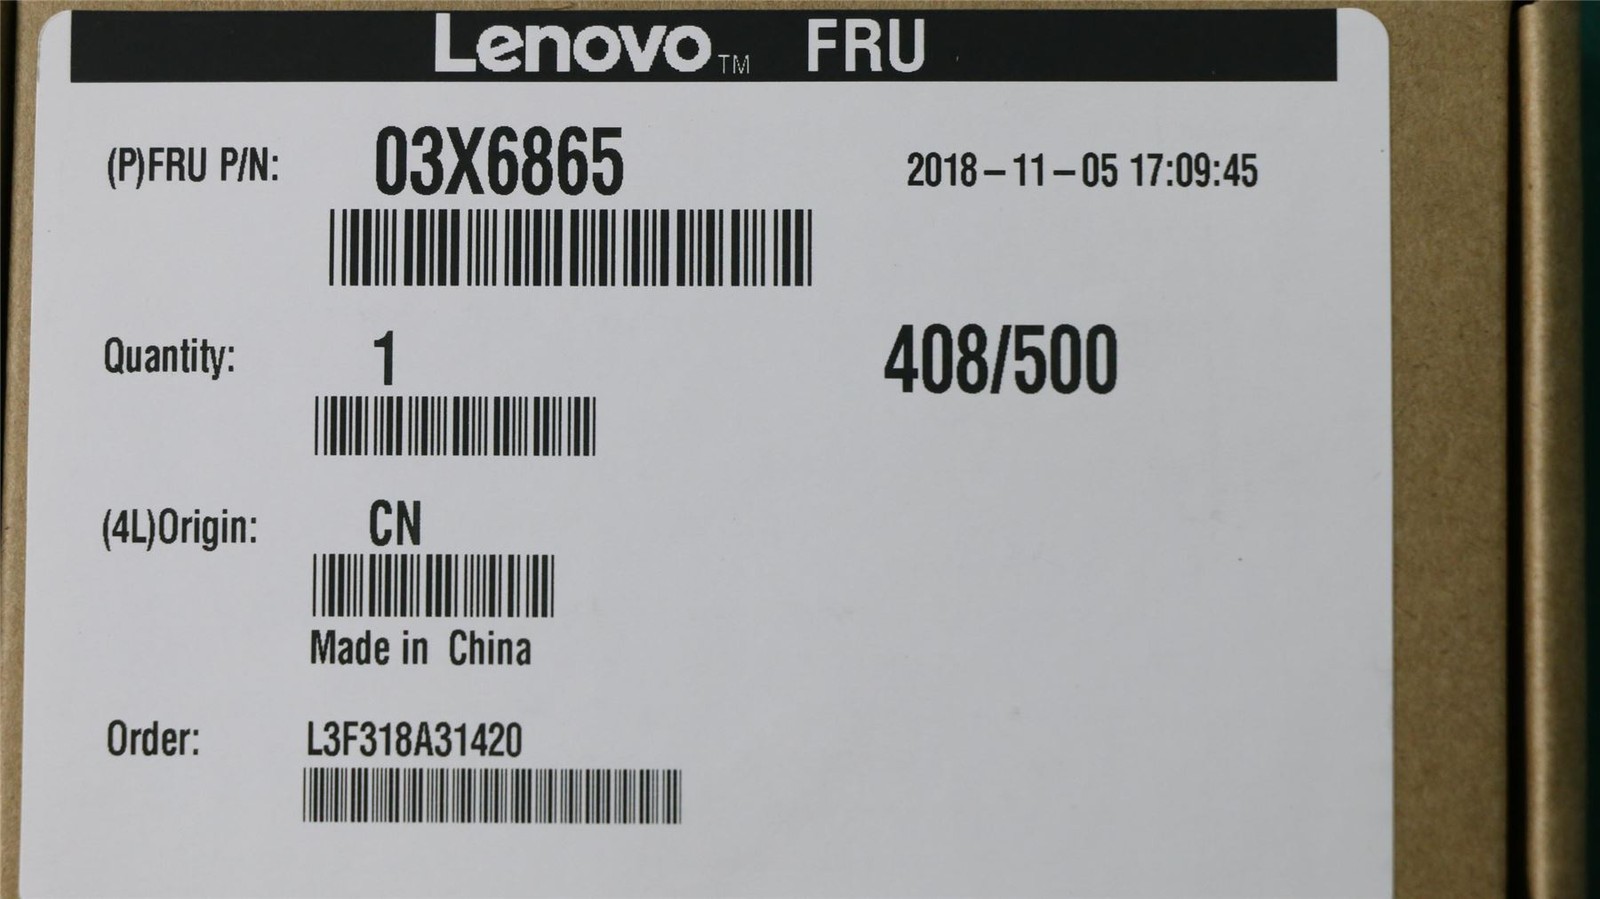 Lenovo™ FRU
(P)FRU P/N: 03X6865 2018-11-05 17:09:45
Quantity: 1 408/500
(4L)Origin: CN
Made in China
Order: L3F318A31420